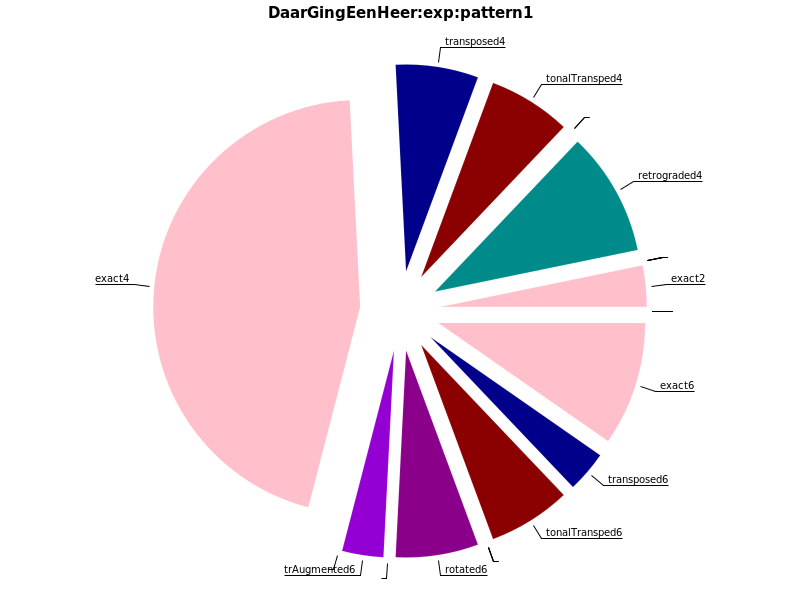 DaarGingEenHeer:exp:pattern1
transposed4
tonalTransped4
retrograded4
exact4
exact2
exact6
transposed6
tonalTransped6
trAugmented6
rotated6